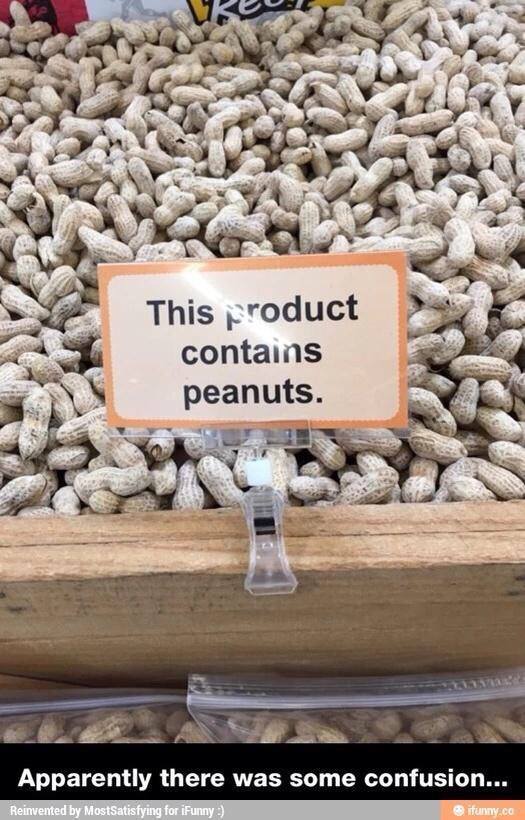 This product
contains
peanuts.
Apparently there was some confusion...
Reinvented by MostSatisfying for iFunny :)
ifunny.co